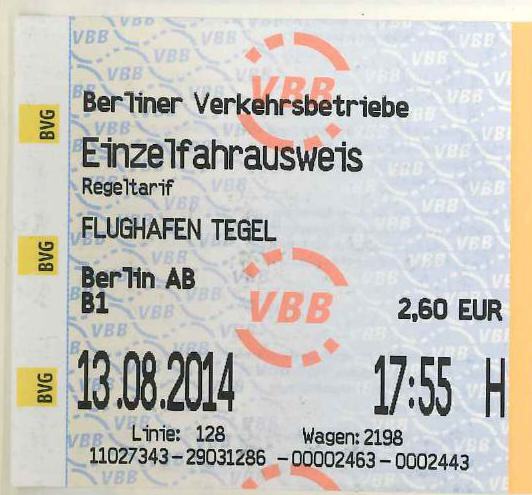 Berliner Verkehrsbetriebe
Einzelfahrausweis
Regeltarif
FLUGHAFEN TEGEL
Berlin AB
B1
2,60 EUR
13.08.2014 17:55 H
Linie: 128 Wagen: 2198
11027343-29031286 -00002463-0002443
BVG
BVG
BVG
VBB
VBB